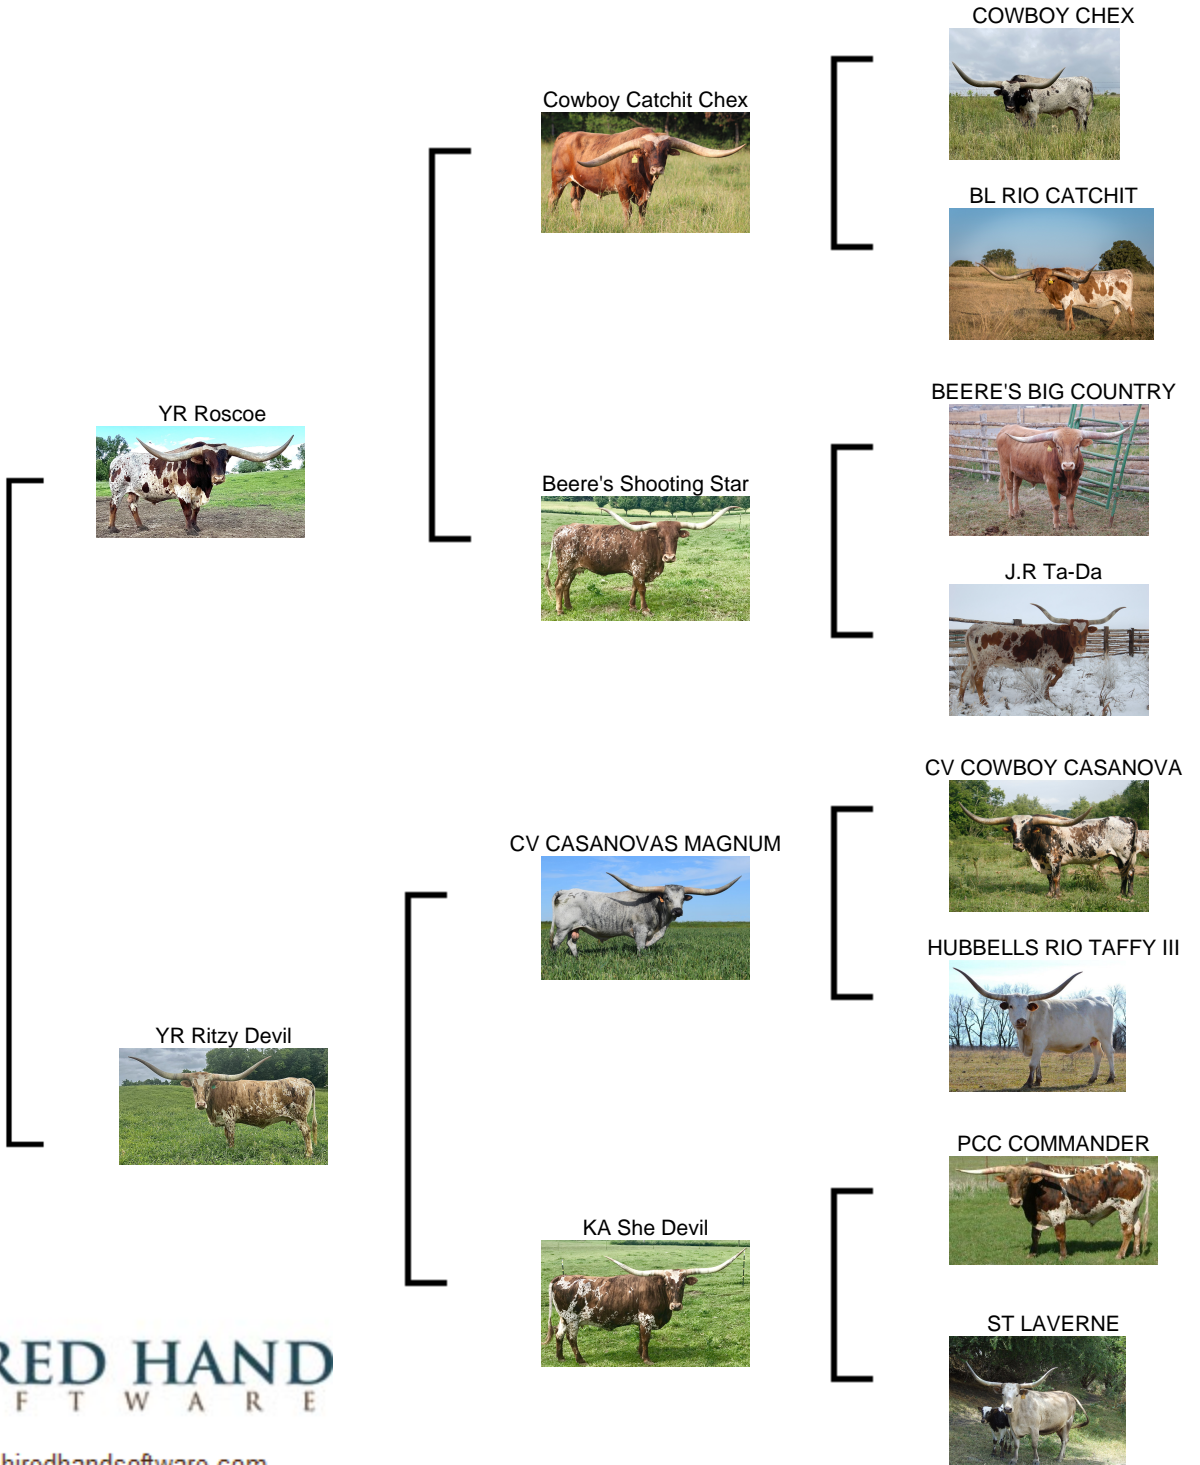 COWBOY CHEX
Cowboy Catchit Chex
BL RIO CATCHIT
YR Roscoe
BEERE'S BIG COUNTRY
Beere's Shooting Star
J.R Ta-Da
CV COWBOY CASANOVA
CV CASANOVAS MAGNUM
HUBBELLS RIO TAFFY III
YR Ritzy Devil
PCC COMMANDER
KA She Devil
ST LAVERNE
RED HAND
F T W A R E
hiredhandsoftware.com